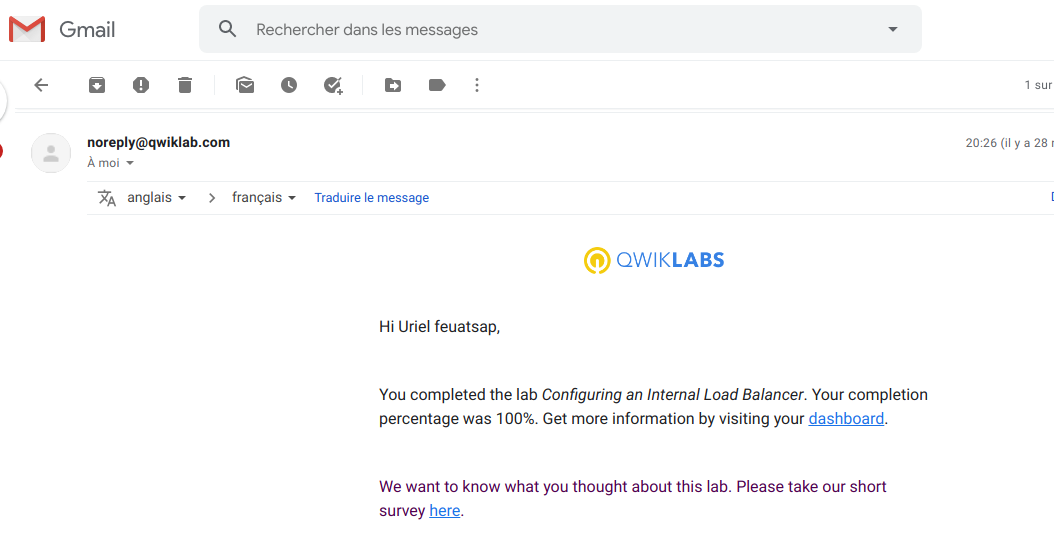 Gmail
Rechercher dans les messages
1 sur
noreply@qwiklab.com
20:26 (il y a 28
À moi
anglais > français Traduire le message
QWIKLABS
Hi Uriel feuatsap,
You completed the lab Configuring an Internal Load Balancer. Your completion
percentage was 100%. Get more information by visiting your dashboard.
We want to know what you thought about this lab. Please take our short
survey here.